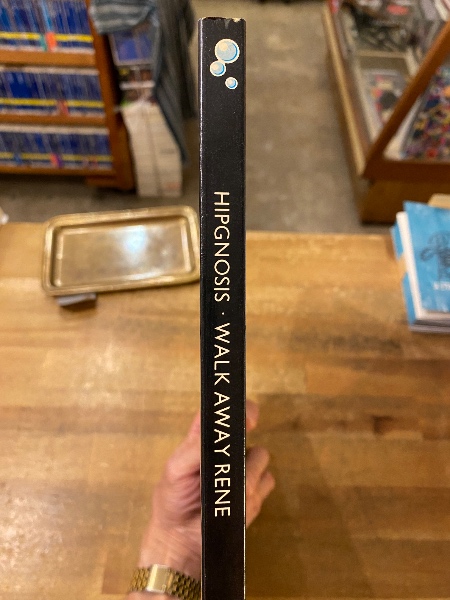 HIPGNOSIS · WALK AWAY RENE